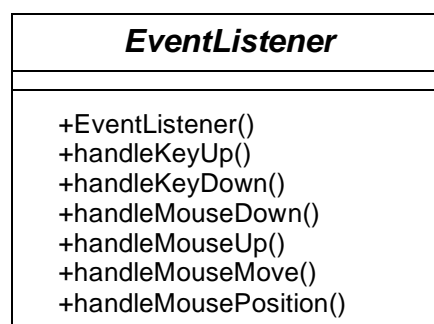 EventListener
+EventListener()
+handleKeyUp()
+handleKeyDown()
+handleMouseDown()
+handleMouseUp()
+handleMouseMove()
+handleMousePosition()